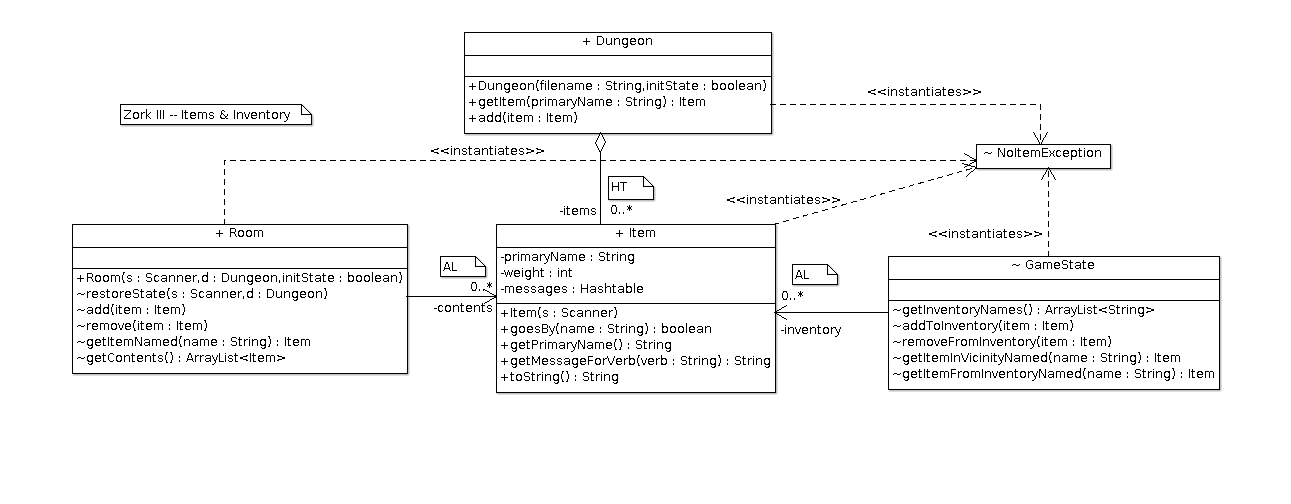 + Dungeon
+Dungeon(filename : String,initState : boolean)
+getItem(primaryName : String) : Item
+add(item : Item)
<<instantiates>>
Zork III -- Items & Inventory
<<instantiates>>
~ NoItemException
HT
-items
0..*
<<instantiates>>
+ Room
+Room(s : Scanner,d : Dungeon,initState : boolean)
~restoreState(s : Scanner,d : Dungeon)
~add(item : Item)
~remove(item : Item)
~getItemNamed(name : String) : Item
~getContents() : ArrayList<Item>
AL
0..*
-contents
+ Item
-primaryName : String
-weight : int
-messages : Hashtable
+Item(s : Scanner)
+goesBy(name : String) : boolean
+getPrimaryName() : String
+getMessageForVerb(verb : String) : String
+toString() : String
<<instantiates>>
AL
0..*
-inventory
~ GameState
~getInventoryNames() : ArrayList<String>
~addToInventory(item : Item)
~removeFromInventory(item : Item)
~getItemInVicinityNamed(name : String) : Item
~getItemFromInventoryNamed(name : String) : Item